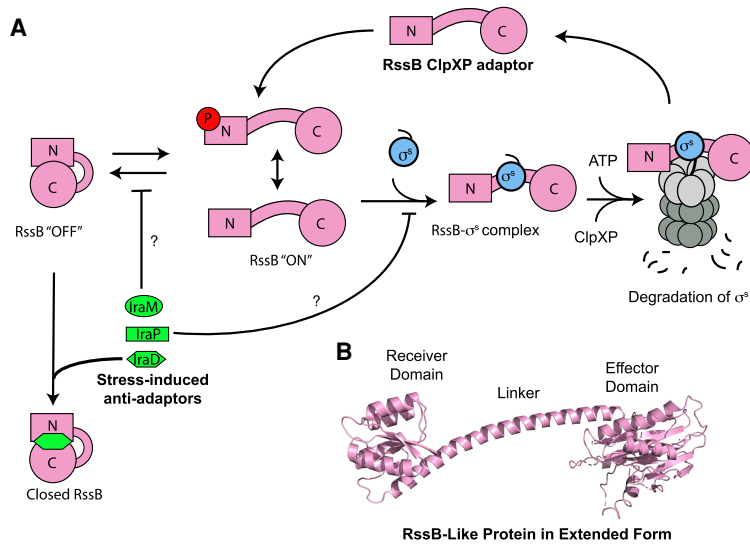 A
N
C
RssB ClpXP adaptor
P
N
C
N
C
RssB "OFF"
N
C
RssB "ON"
σˢ
N
σˢ
C
RssB-σˢ complex
ATP
ClpXP
N
σˢ
C
Degradation of σˢ
?
?
IraM
IraP
IraD
Stress-induced
anti-adaptors
N
C
Closed RssB
B
Receiver
Domain
Linker
Effector
Domain
RssB-Like Protein in Extended Form